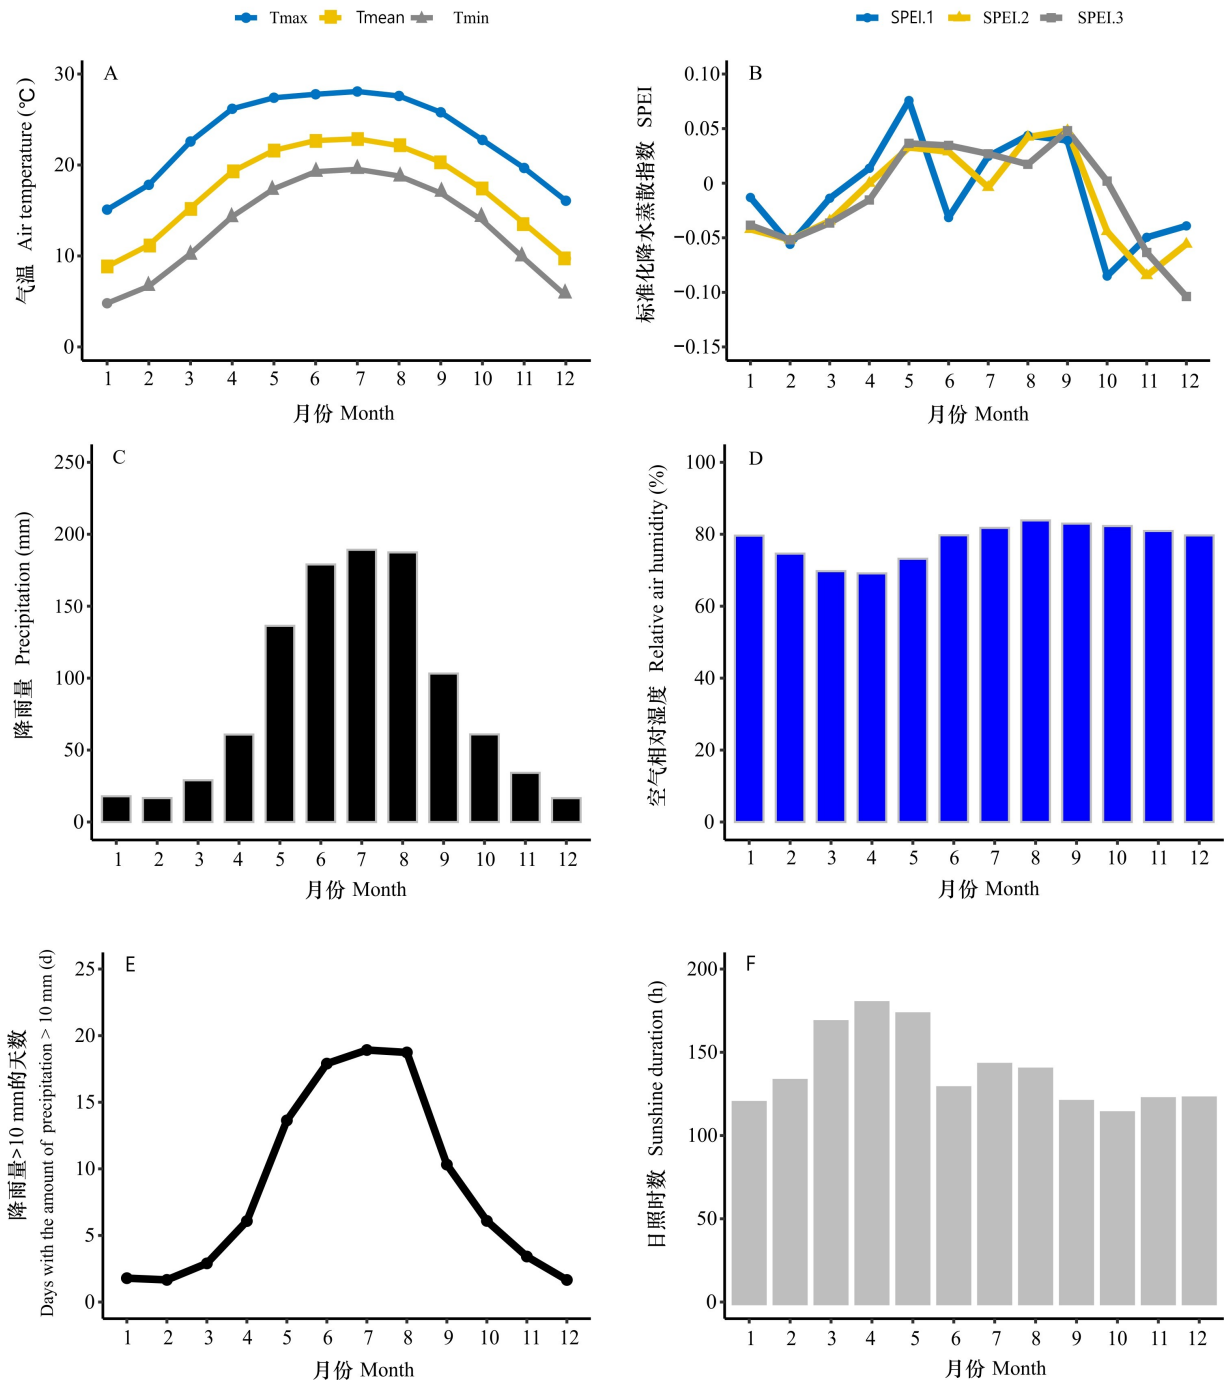 Tmax Tmean Tmin
SPEI.1 SPEI.2 SPEI.3
A
气温 Air temperature (℃)
30
20
10
0
1 2 3 4 5 6 7 8 9 10 11 12
月份 Month
B
标准化降水蒸散指数 SPEI
0.10
0.05
0
−0.05
−0.10
−0.15
1 2 3 4 5 6 7 8 9 10 11 12
月份 Month
C
降雨量 Precipitation (mm)
250
200
150
100
50
0
1 2 3 4 5 6 7 8 9 10 11 12
月份 Month
D
空气相对湿度 Relative air humidity (%)
100
80
60
40
20
0
1 2 3 4 5 6 7 8 9 10 11 12
月份 Month
E
降雨量>10 mm的天数
Days with the amount of precipitation > 10 mm (d)
25
20
15
10
5
0
1 2 3 4 5 6 7 8 9 10 11 12
月份 Month
F
日照时数 Sunshine duration (h)
200
150
100
50
0
1 2 3 4 5 6 7 8 9 10 11 12
月份 Month